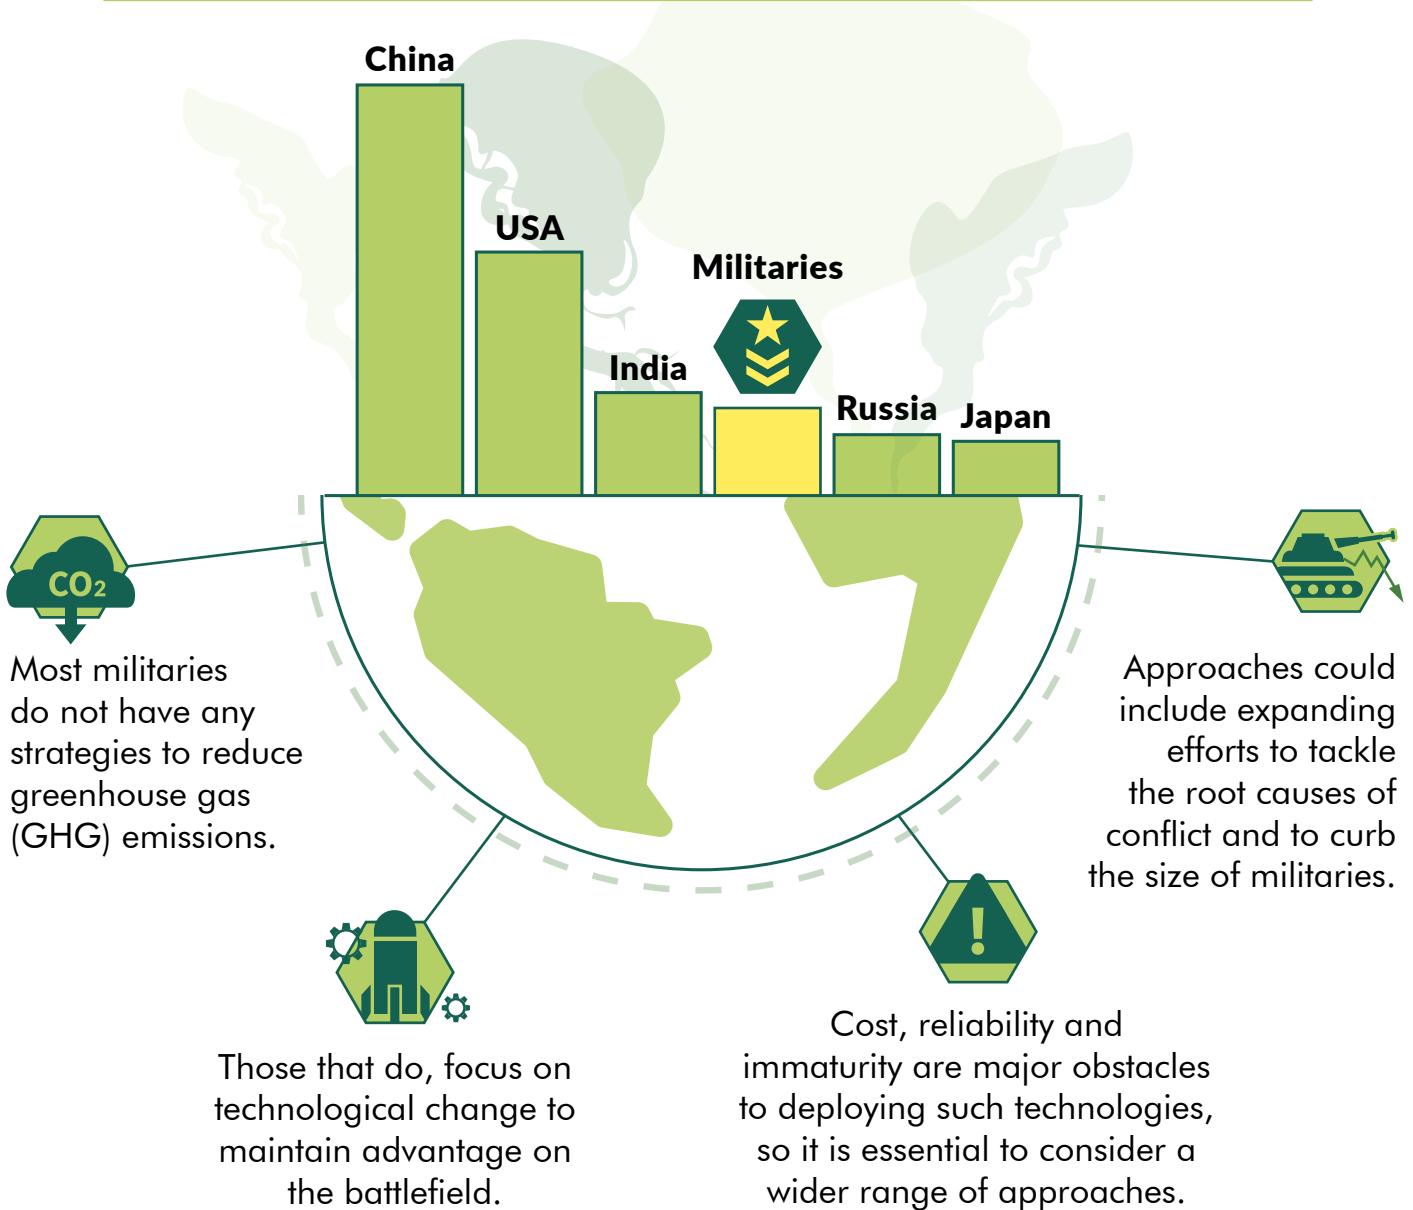 China
USA
Militaries
India
Russia
Japan
CO₂
Most militaries
do not have any
strategies to reduce
greenhouse gas
(GHG) emissions.
Those that do, focus on
technological change to
maintain advantage on
the battlefield.
!
Cost, reliability and
immaturity are major obstacles
to deploying such technologies,
so it is essential to consider a
wider range of approaches.
Approaches could
include expanding
efforts to tackle
the root causes of
conflict and to curb
the size of militaries.